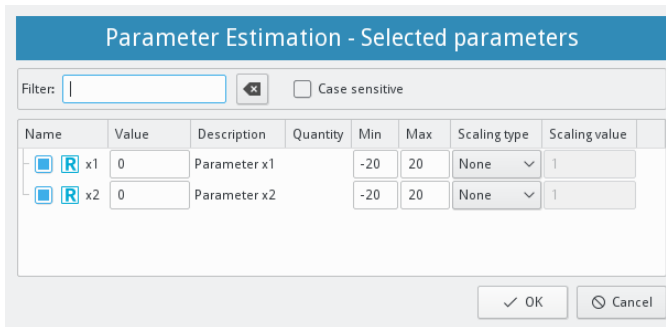 Parameter Estimation - Selected parameters
Filter: Case sensitive
Name Value Description Quantity Min Max Scaling type Scaling value
R x1 0 Parameter x1 -20 20 None 1
R x2 0 Parameter x2 -20 20 None 1
OK Cancel